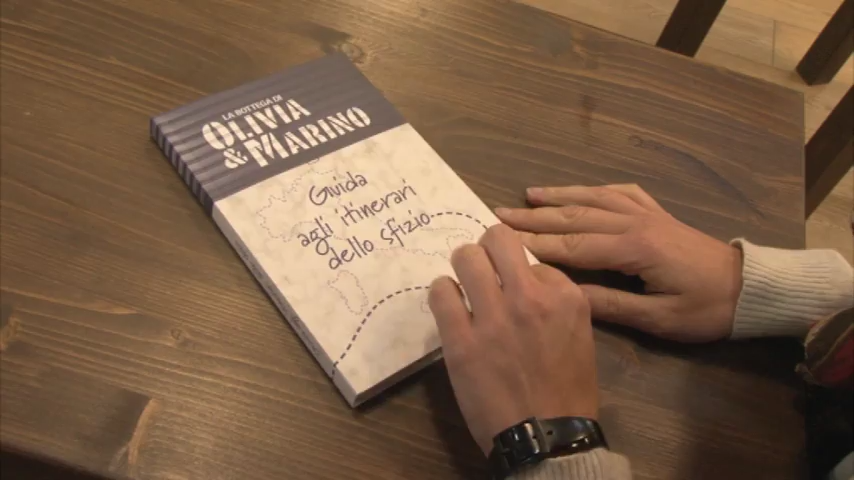 LA BOTTEGA DI
OLIVIA
& MARINO
Guida
agli itinerari
dello sfizio